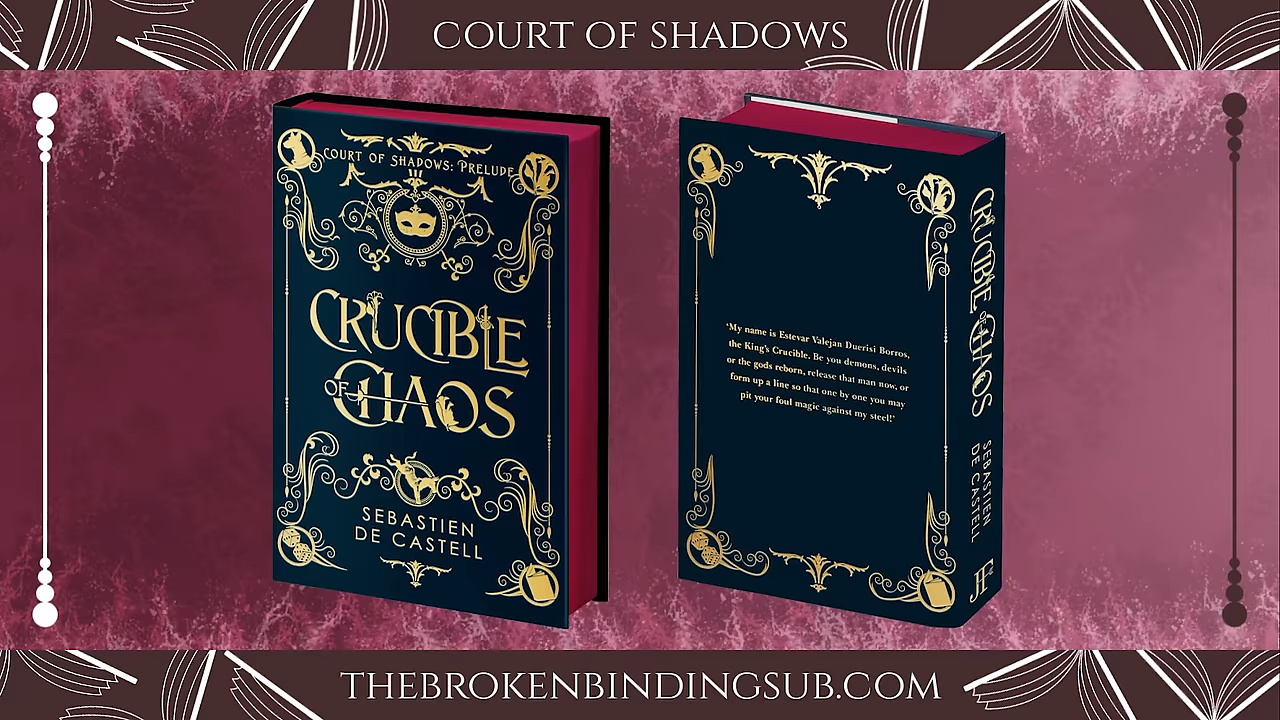 COURT OF SHADOWS
COURT OF SHADOWS: PRELUDE
CRUCIBLE
OF CHAOS
SEBASTIEN
DE CASTELL
'My name is Estevar Valejan Duerisi Borros,
the King's Crucible. Be you demons, devils
or the gods reborn, release that man now, or
form up a line so that one by one you may
pit your foul magic against my steel!'
CRUCIBLE OF CHAOS
SEBASTIEN
DE CASTELL
JF
THEBROKENBINDINGSUB.COM